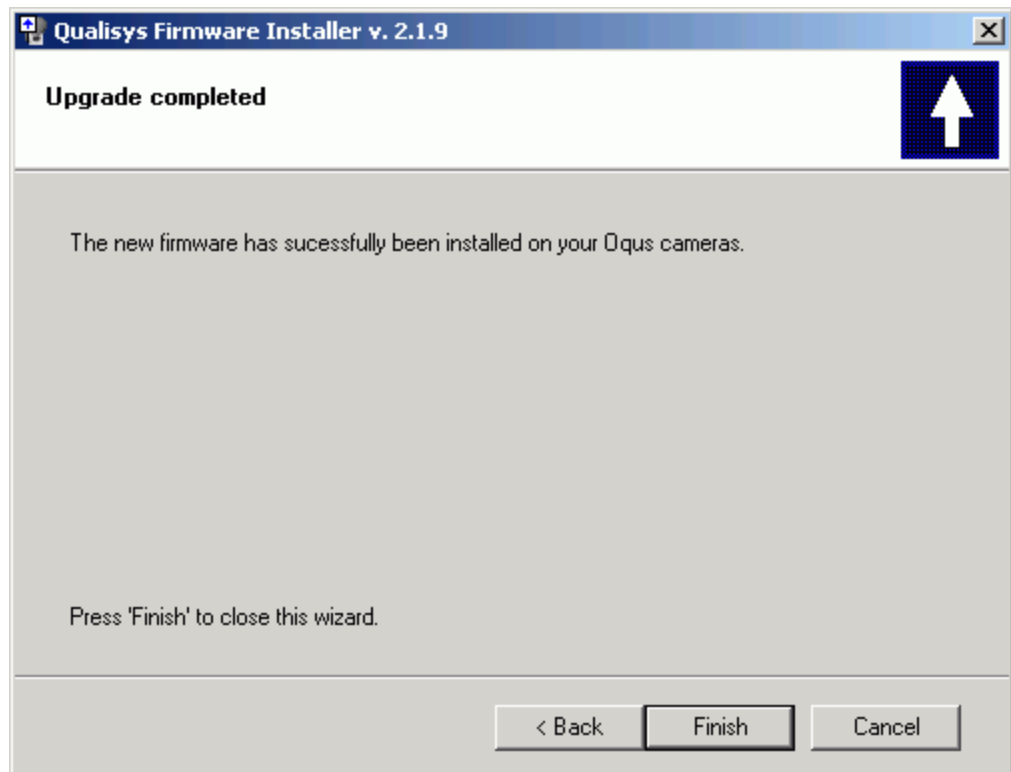 Qualisys Firmware Installer v. 2.1.9
Upgrade completed
The new firmware has sucessfully been installed on your Oqus cameras.
Press 'Finish' to close this wizard.
< Back
Finish
Cancel